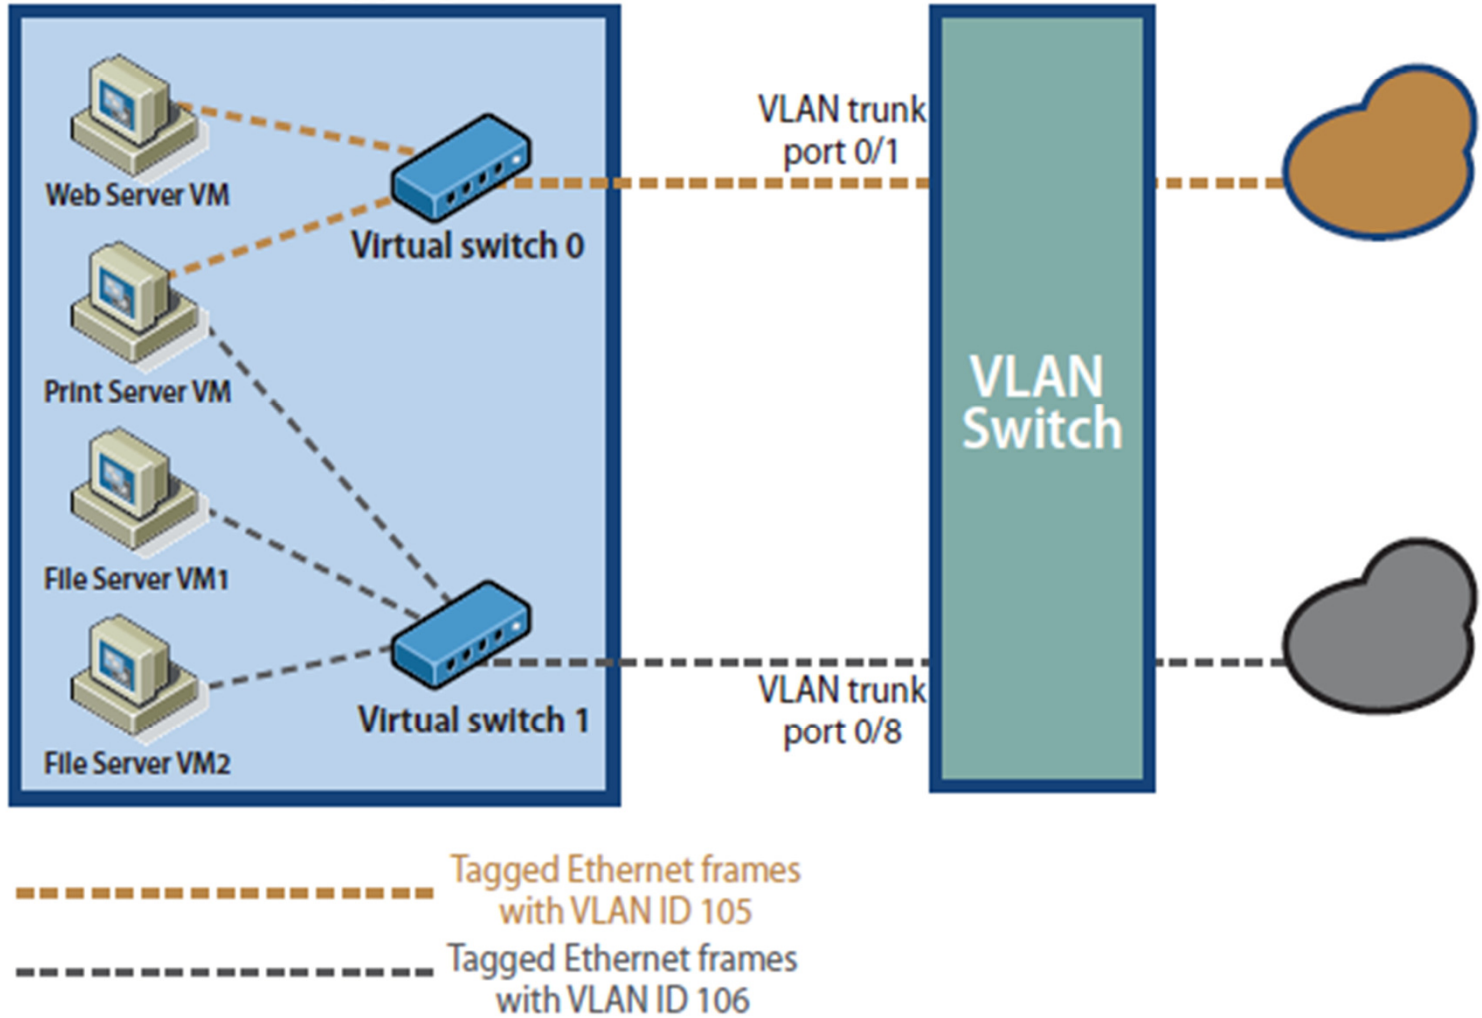 Web Server VM
Print Server VM
File Server VM1
File Server VM2
Virtual switch 0
Virtual switch 1
VLAN trunk
port 0/1
VLAN trunk
port 0/8
VLAN
Switch
Tagged Ethernet frames
with VLAN ID 105
Tagged Ethernet frames
with VLAN ID 106